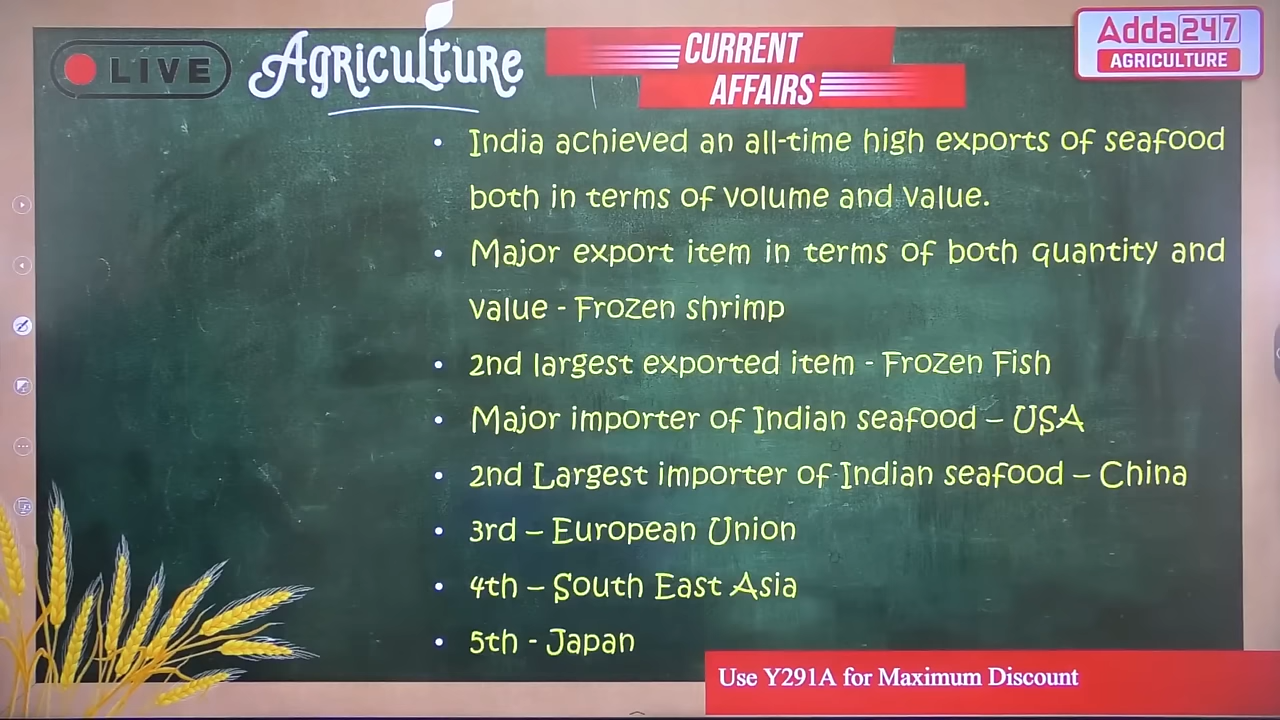 LIVE
Agriculture
CURRENT
AFFAIRS
Adda247
AGRICULTURE
• India achieved an all-time high exports of seafood
both in terms of volume and value.
• Major export item in terms of both quantity and
value - Frozen shrimp
• 2nd largest exported item - Frozen Fish
• Major importer of Indian seafood – USA
• 2nd Largest importer of Indian seafood – China
• 3rd – European Union
• 4th – South East Asia
• 5th - Japan
Use Y291A for Maximum Discount